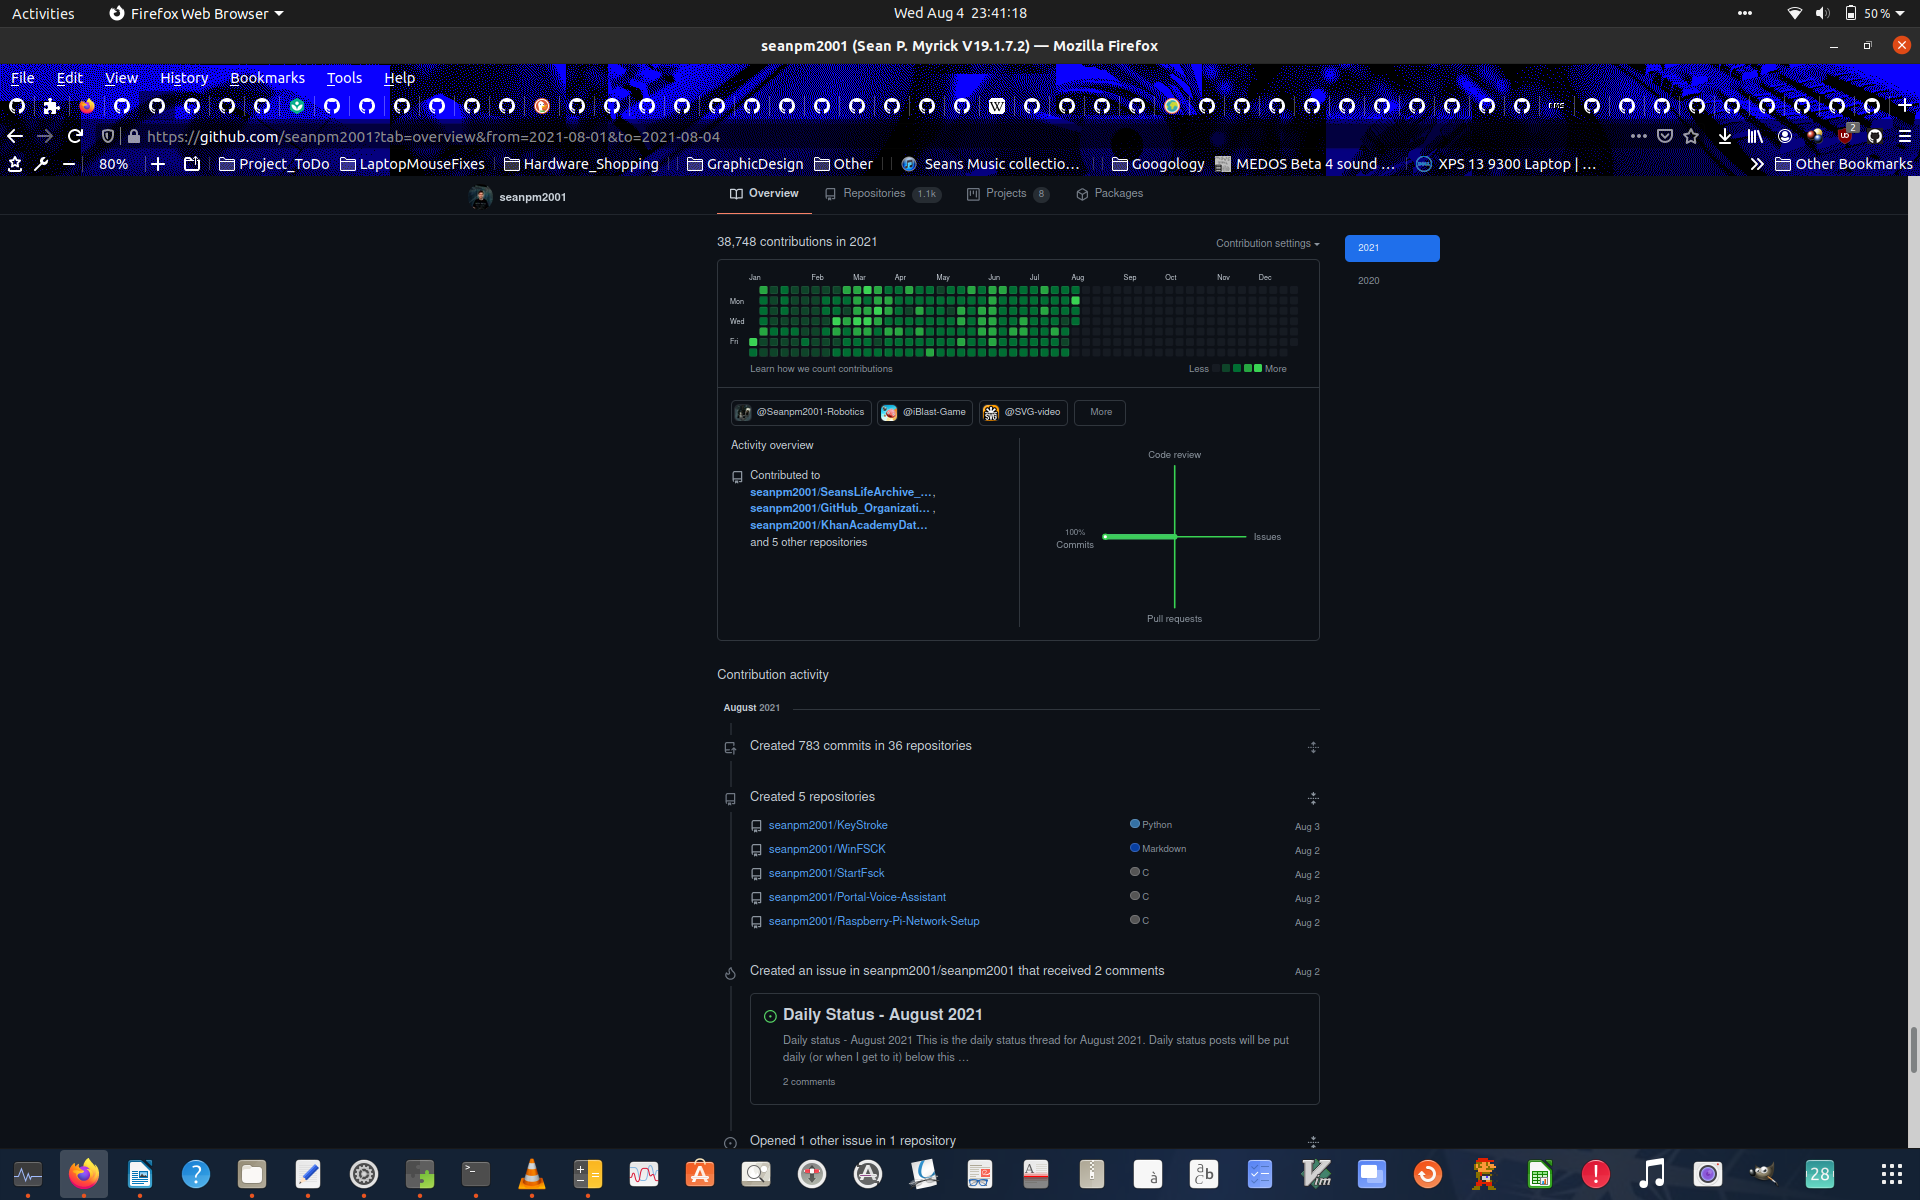 Activities Firefox Web Browser Wed Aug 4 23:41:18 50 %
seanpm2001 (Sean P. Myrick V19.1.7.2) — Mozilla Firefox
File Edit View History Bookmarks Tools Help
https://github.com/seanpm2001?tab=overview&from=2021-08-01&to=2021-08-04 2
80% Project_ToDo LaptopMouseFixes Hardware_Shopping GraphicDesign Other Seans Music collectio… Googology MEDOS Beta 4 sound … XPS 13 9300 Laptop | … Other Bookmarks
seanpm2001 Overview Repositories 1.1k Projects 8 Packages
38,748 contributions in 2021 Contribution settings 2021
2020
Jan Feb Mar Apr May Jun Jul Aug Sep Oct Nov Dec
Mon
Wed
Fri
Learn how we count contributions Less More
@Seanpm2001-Robotics @iBlast-Game @SVG-video More
Activity overview
Contributed to
seanpm2001/SeansLifeArchive_… ,
seanpm2001/GitHub_Organizati… ,
seanpm2001/KhanAcademyDat…
and 5 other repositories
Code review
100%
Commits
Issues
Pull requests
Contribution activity
August 2021
Created 783 commits in 36 repositories
Created 5 repositories
seanpm2001/KeyStroke Python Aug 3
seanpm2001/WinFSCK Markdown Aug 2
seanpm2001/StartFsck C Aug 2
seanpm2001/Portal-Voice-Assistant C Aug 2
seanpm2001/Raspberry-Pi-Network-Setup C Aug 2
Created an issue in seanpm2001/seanpm2001 that received 2 comments Aug 2
Daily Status - August 2021
Daily status - August 2021 This is the daily status thread for August 2021. Daily status posts will be put
daily (or when I get to it) below this …
2 comments
Opened 1 other issue in 1 repository
28